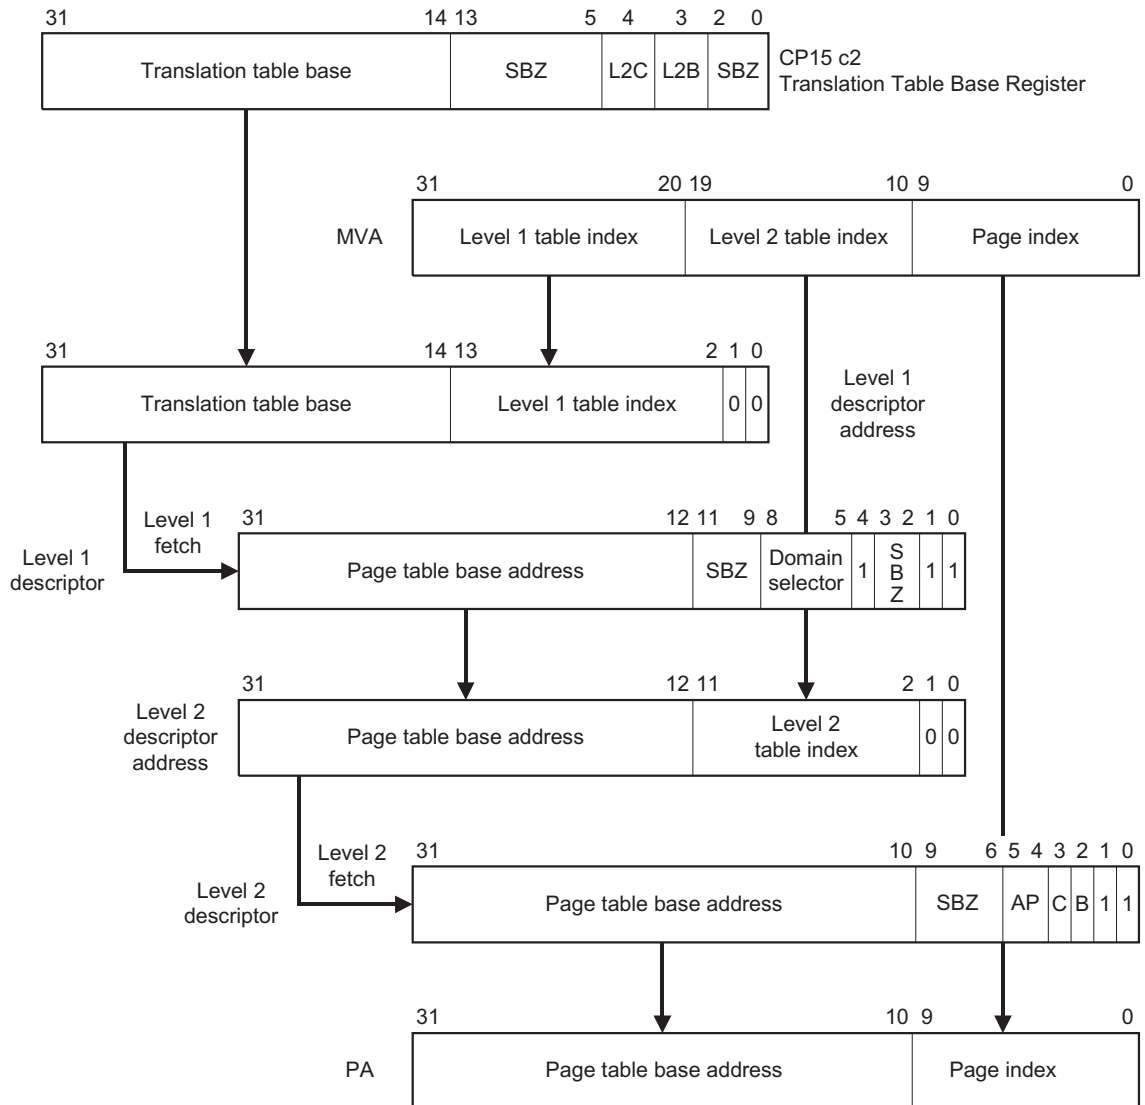 31 14 13 5 4 3 2 0
Translation table base SBZ L2C L2B SBZ
CP15 c2
Translation Table Base Register
31 20 19 10 9 0
MVA Level 1 table index Level 2 table index Page index
31 14 13 2 1 0
Translation table base Level 1 table index 0 0
Level 1
descriptor
address
Level 1
fetch
Level 1
descriptor
31 12 11 9 8 5 4 3 2 1 0
Page table base address SBZ Domain
selector 1 S
B
Z 1 1
31 12 11 2 1 0
Level 2
descriptor
address
Page table base address Level 2
table index 0 0
Level 2
fetch
Level 2
descriptor
31 10 9 6 5 4 3 2 1 0
Page table base address SBZ AP C B 1 1
31 10 9 0
PA Page table base address Page index